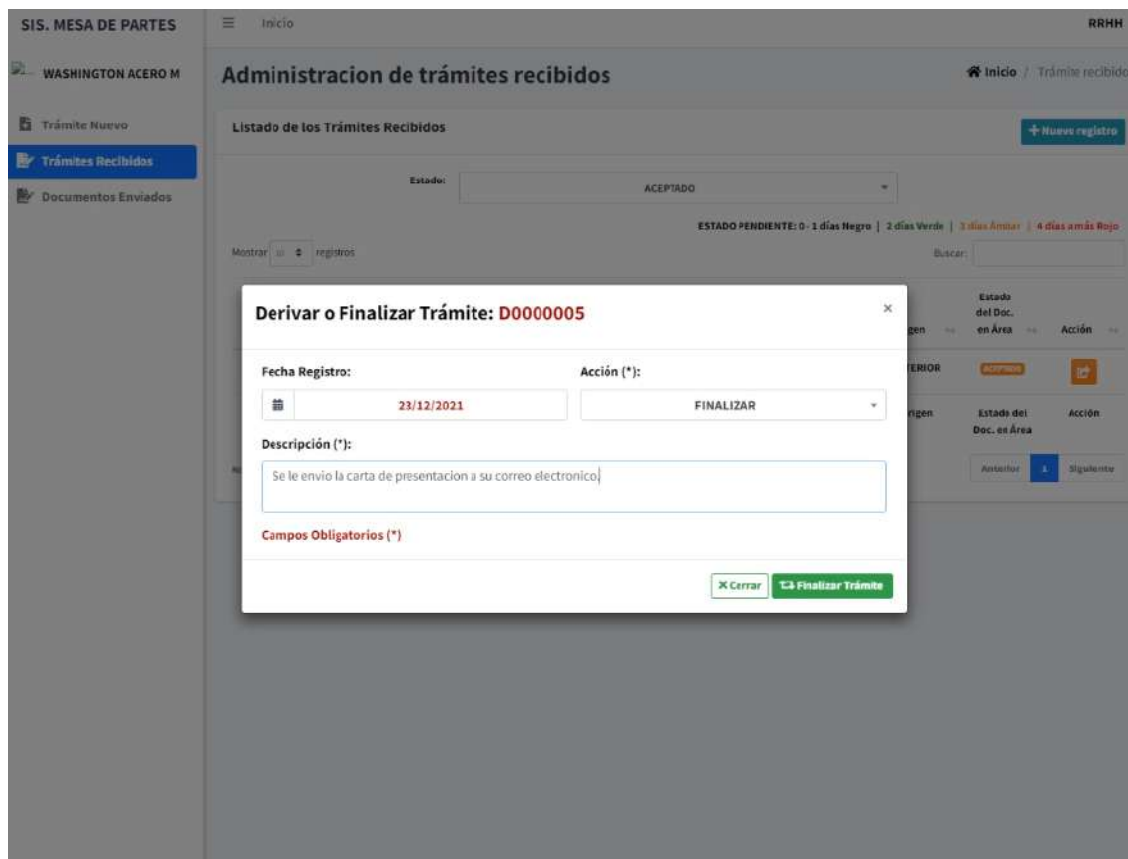 SIS. MESA DE PARTES
Inicio
RRHH
WASHINGTON ACERO M
Administracion de trámites recibidos
Inicio / Trámite recibido
Trámite Nuevo
Trámites Recibidos
Documentos Enviados
Listado de los Trámites Recibidos
Nuevo registro
Estado:
ACEPTADO
ESTADO PENDIENTE: 0- 1 días Negro | 2 días Verde | 3 días Ámbar | 4 días a más Rojo
Mostrar 10 registros
Buscar:
Derivar o Finalizar Trámite: D0000005
×
Fecha Registro:
Acción (*):
23/12/2021
FINALIZAR
Descripción (*):
Se le envio la carta de presentacion a su correo electronico.
Campos Obligatorios (*)
Cerrar
Finalizar Trámite
gen
Estado
del Doc.
en Área
Acción
TERIOR
ACEPTADO
rigen
Estado del
Doc. en Área
Acción
Anterior 1 Siguiente